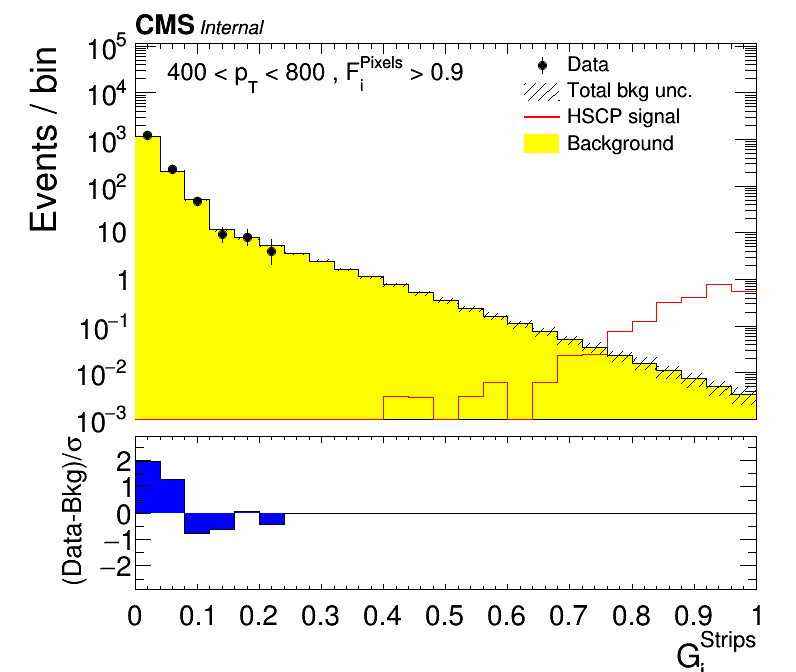 CMS Internal
400 < p_T < 800 , F_i^Pixels > 0.9
Data
Total bkg unc.
HSCP signal
Background
Events / bin
10^5
10^4
10^3
10^2
10
1
10^−1
10^−2
10^−3
(Data-Bkg)/σ
2
1
0
−1
−2
0 0.1 0.2 0.3 0.4 0.5 0.6 0.7 0.8 0.9 1
G_i^Strips